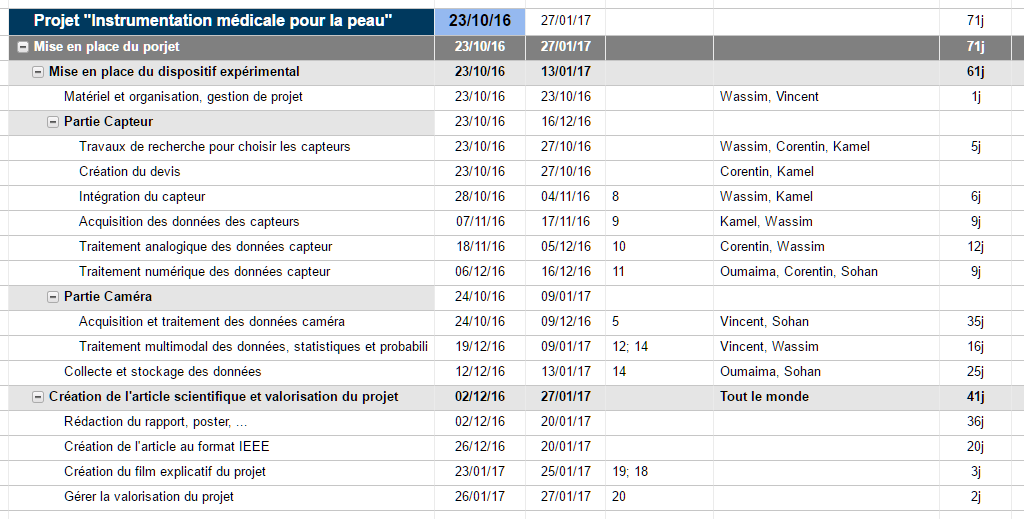 Projet "Instrumentation médicale pour la peau" 23/10/16 27/01/17 71j
Mise en place du porjet 23/10/16 27/01/17 71j
Mise en place du dispositif expérimental 23/10/16 13/01/17 61j
Matériel et organisation, gestion de projet 23/10/16 23/10/16 Wassim, Vincent 1j
Partie Capteur 23/10/16 16/12/16
Travaux de recherche pour choisir les capteurs 23/10/16 27/10/16 Wassim, Corentin, Kamel 5j
Création du devis 23/10/16 27/10/16 Corentin, Kamel
Intégration du capteur 28/10/16 04/11/16 8 Wassim, Kamel 6j
Acquisition des données des capteurs 07/11/16 17/11/16 9 Kamel, Wassim 9j
Traitement analogique des données capteur 18/11/16 05/12/16 10 Corentin, Wassim 12j
Traitement numérique des données capteur 06/12/16 16/12/16 11 Oumaima, Corentin, Sohan 9j
Partie Caméra 24/10/16 09/01/17
Acquisition et traitement des données caméra 24/10/16 09/12/16 5 Vincent, Sohan 35j
Traitement multimodal des données, statistiques et probabili 19/12/16 09/01/17 12; 14 Vincent, Wassim 16j
Collecte et stockage des données 12/12/16 13/01/17 14 Oumaima, Sohan 25j
Création de l'article scientifique et valorisation du projet 02/12/16 27/01/17 Tout le monde 41j
Rédaction du rapport, poster, ... 02/12/16 20/01/17 36j
Création de l'article au format IEEE 26/12/16 20/01/17 20j
Création du film explicatif du projet 23/01/17 25/01/17 19; 18 3j
Gérer la valorisation du projet 26/01/17 27/01/17 20 2j